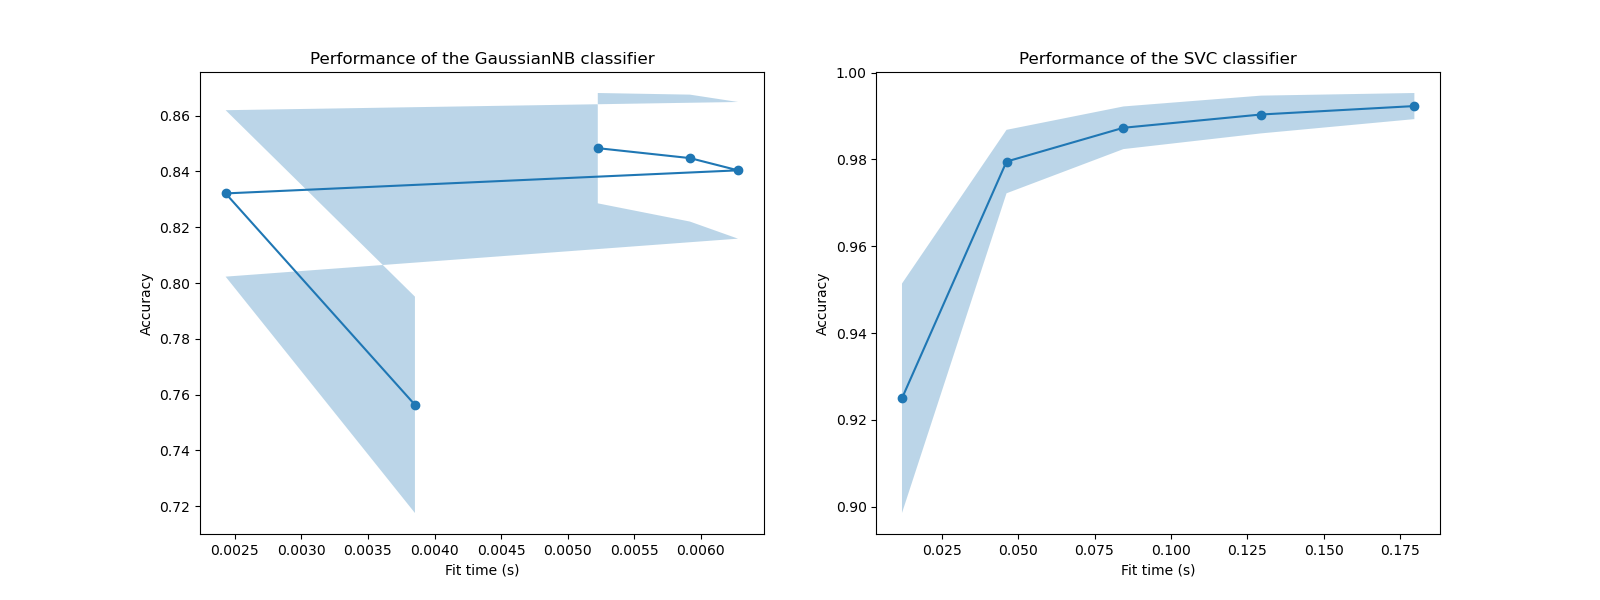 Performance of the GaussianNB classifier
Accuracy
0.86
0.84
0.82
0.80
0.78
0.76
0.74
0.72
0.0025 0.0030 0.0035 0.0040 0.0045 0.0050 0.0055 0.0060
Fit time (s)
Performance of the SVC classifier
Accuracy
1.00
0.98
0.96
0.94
0.92
0.90
0.025 0.050 0.075 0.100 0.125 0.150 0.175
Fit time (s)